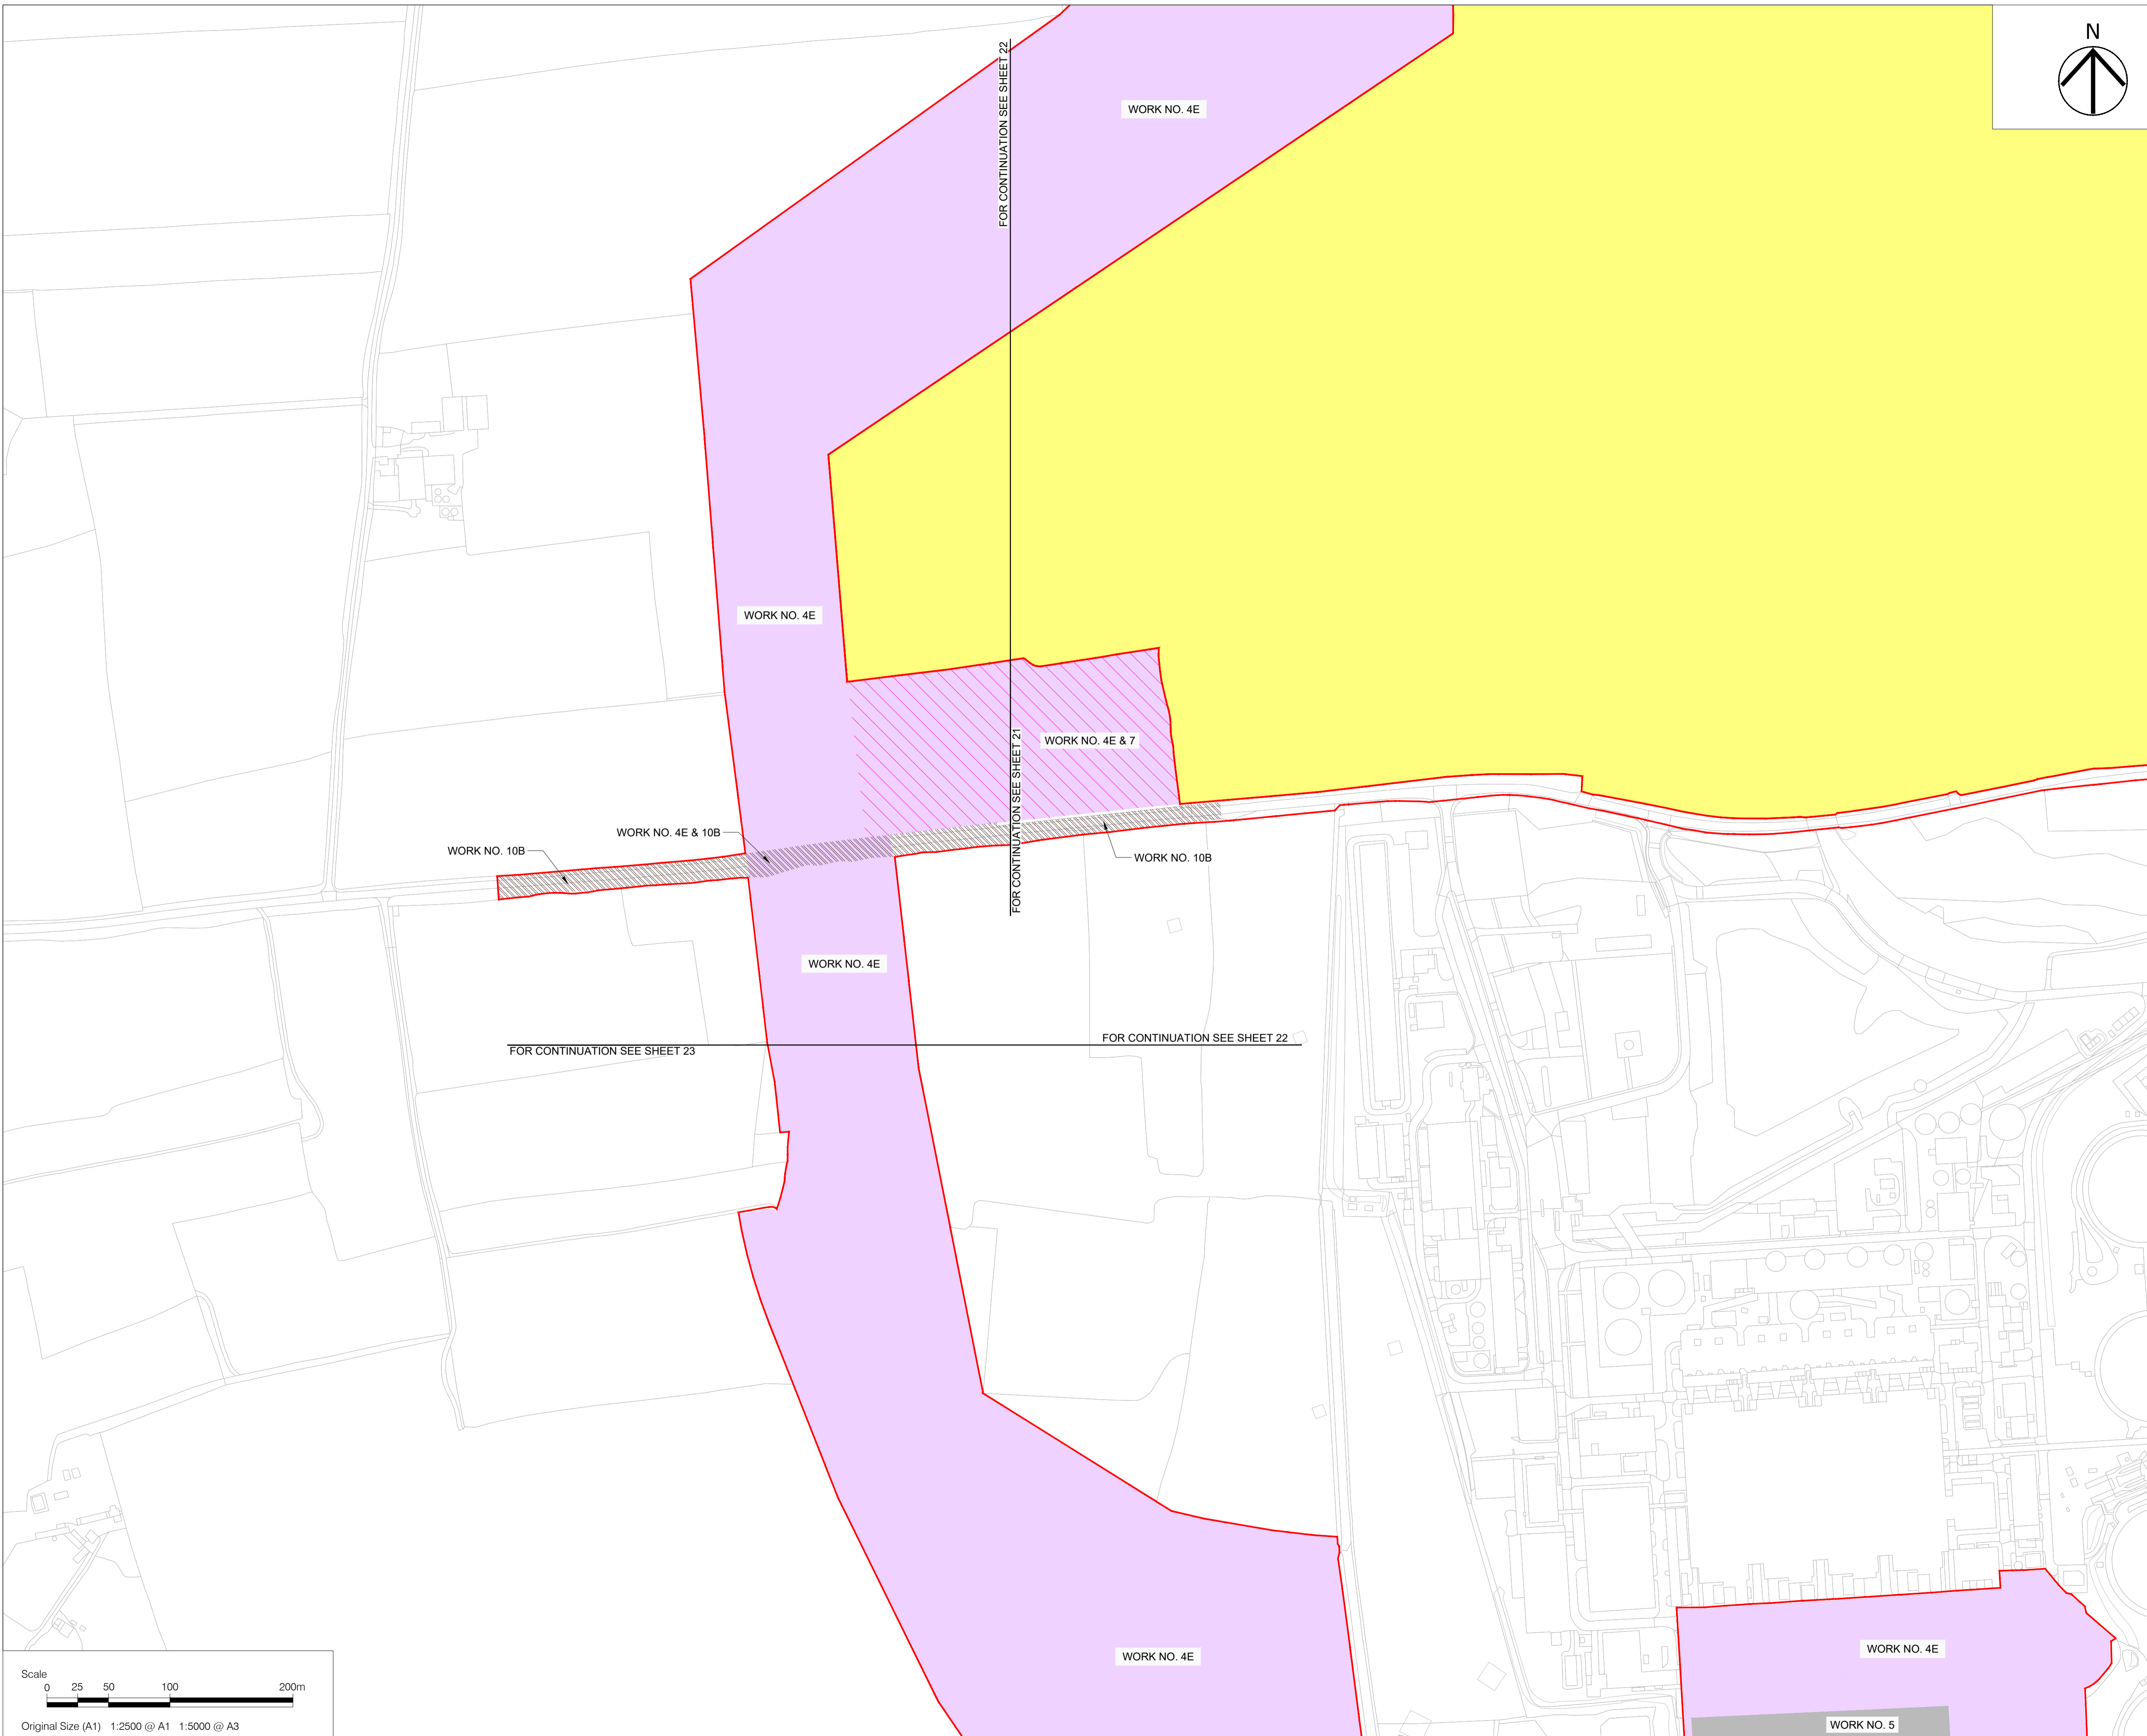 N
FOR CONTINUATION SEE SHEET 22
WORK NO. 4E
WORK NO. 4E
WORK NO. 4E & 7
FOR CONTINUATION SEE SHEET 21
WORK NO. 4E & 10B
WORK NO. 10B
WORK NO. 10B
WORK NO. 4E
FOR CONTINUATION SEE SHEET 22
FOR CONTINUATION SEE SHEET 23
WORK NO. 4E
WORK NO. 4E
WORK NO. 5
Scale
0 25 50 100 200m
Original Size (A1) 1:2500 @ A1 1:5000 @ A3